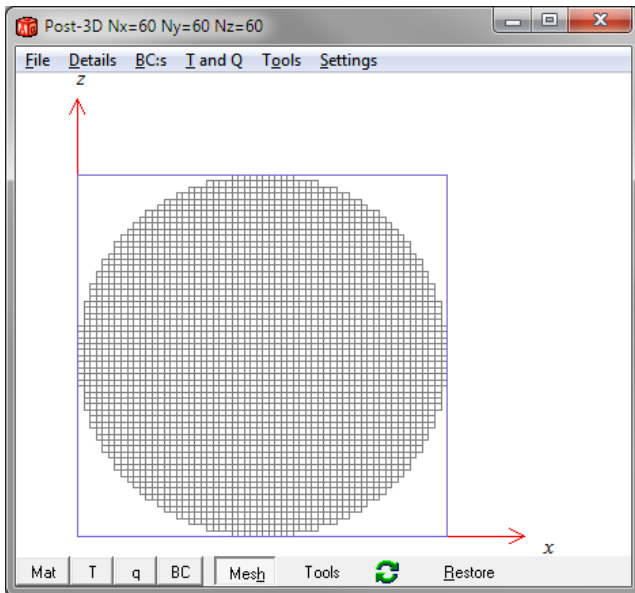 Post-3D Nx=60 Ny=60 Nz=60
File Details BC:s T and Q Tools Settings
z
x
Mat T q BC Mesh Tools Restore